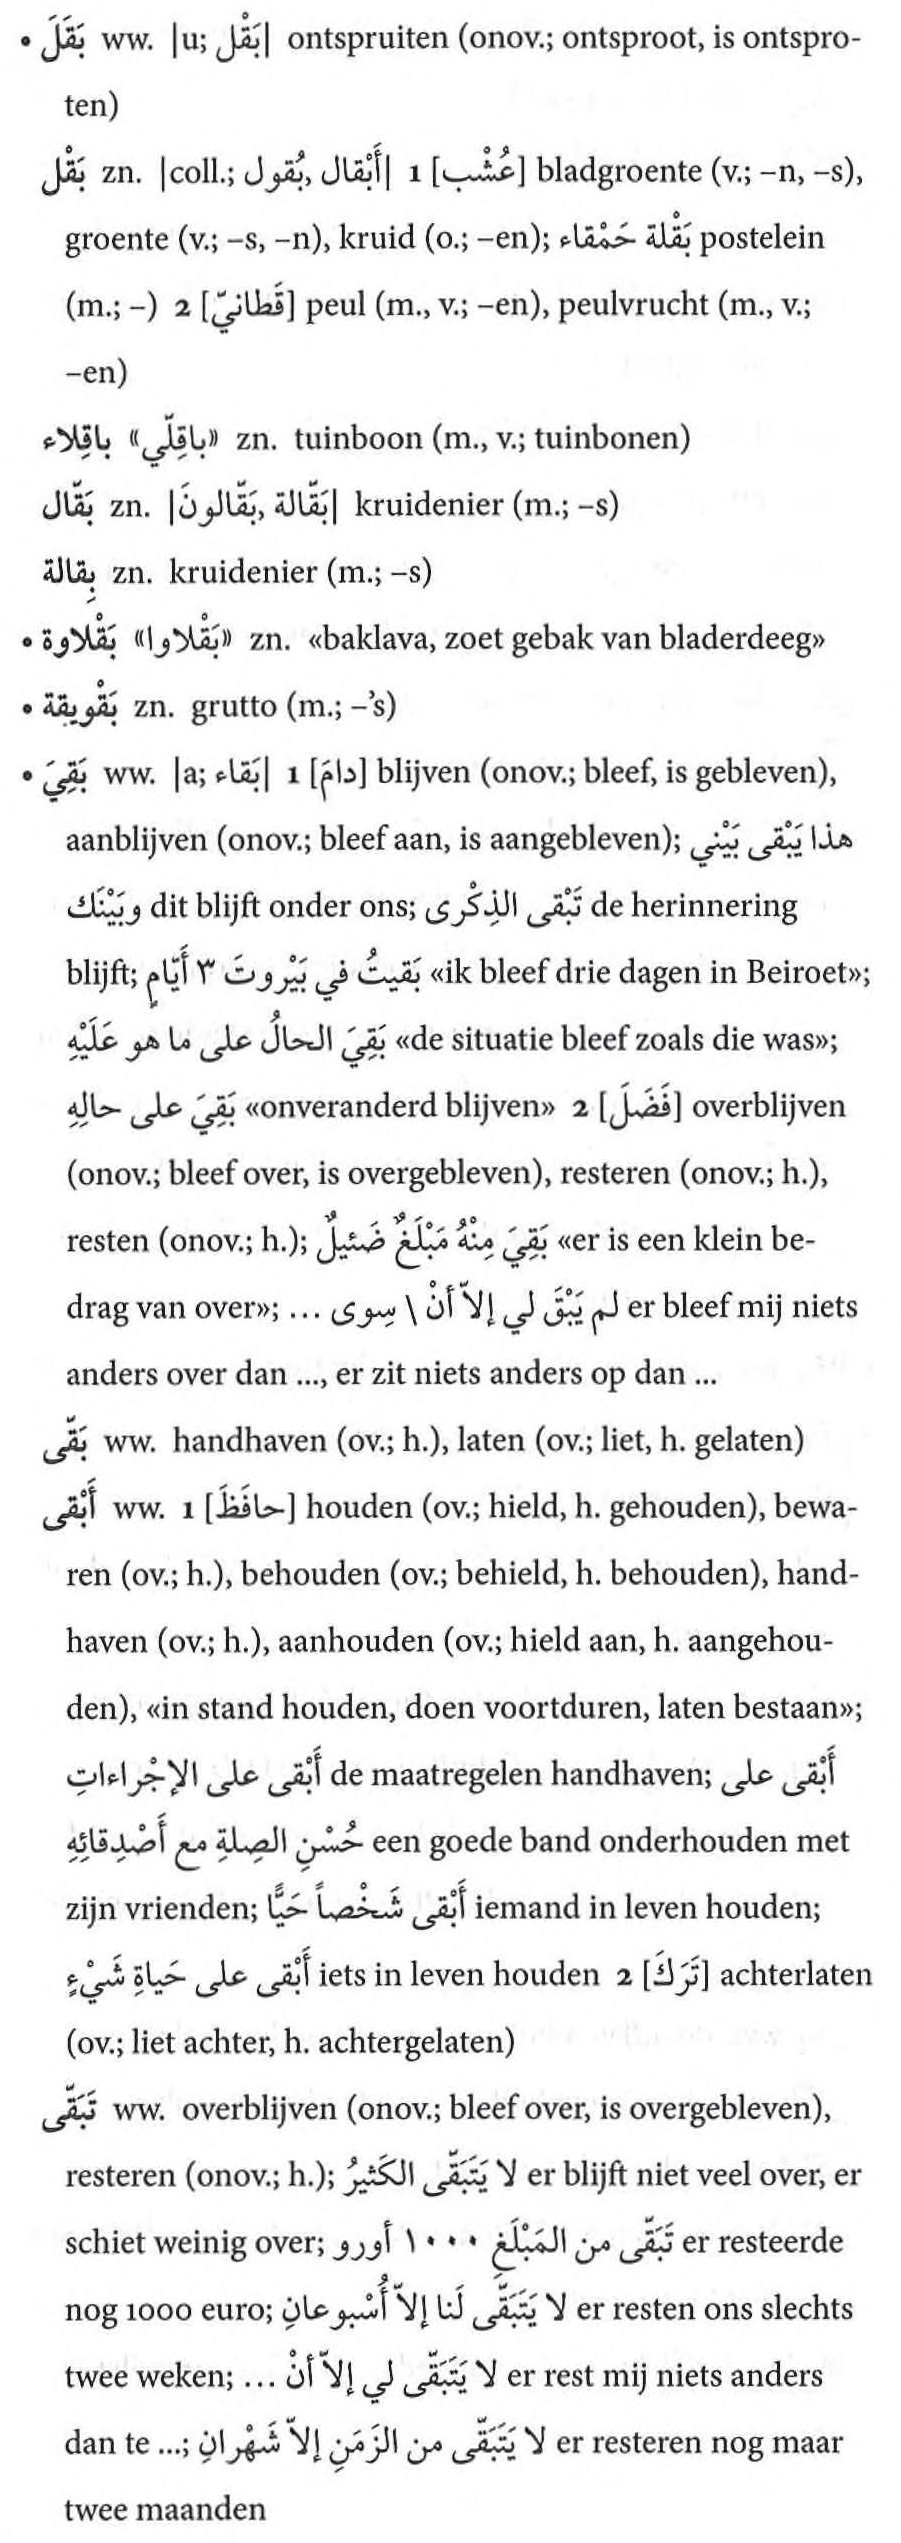 • بَقَلَ ww. |u; بَقْل| ontspruiten (onov.; ontsproot, is ontspro-
ten)
بَقْل zn. |coll.; أَبْقال, بُقول| 1 [عُشْب] bladgroente (v.; –n, –s),
groente (v.; –s, –n), kruid (o.; –en); بَقْلة حَمْقاء postelein
(m.; –) 2 [قَطانيّ] peul (m., v.; –en), peulvrucht (m., v.;
–en)
باقِلاء «باقِلّي» zn. tuinboon (m., v.; tuinbonen)
بَقّال zn. |بَقّالة, بَقّالونَ| kruidenier (m.; –s)
بِقالة zn. kruidenier (m.; –s)
• بَقْلاوة «بَقْلاوا» zn. «baklava, zoet gebak van bladerdeeg»
• بَقْويقة zn. grutto (m.; –’s)
• بَقِيَ ww. |a; بَقاء| 1 [دامَ] blijven (onov.; bleef, is gebleven),
aanblijven (onov.; bleef aan, is aangebleven); هذا يَبْقى بَيْني
وبَيْنَك dit blijft onder ons; تَبْقى الذِكْرى de herinnering
blijft; بَقيتُ في بَيْروتَ ٣ أَيّامٍ «ik bleef drie dagen in Beiroet»;
بَقِيَ الحالُ على ما هو عَلَيْهِ «de situatie bleef zoals die was»;
بَقِيَ على حالِهِ «onveranderd blijven» 2 [فَضَلَ] overblijven
(onov.; bleef over, is overgebleven), resteren (onov.; h.),
resten (onov.; h.); بَقِيَ مِنْهُ مَبْلَغٌ ضَئيلٌ «er is een klein be-
drag van over»; لم يَبْقَ لي إلاّ أنْ \ سِوى ... er bleef mij niets
anders over dan ..., er zit niets anders op dan ...
بَقّى ww. handhaven (ov.; h.), laten (ov.; liet, h. gelaten)
أَبْقى ww. 1 [حافَظَ] houden (ov.; hield, h. gehouden), bewa-
ren (ov.; h.), behouden (ov.; behield, h. behouden), hand-
haven (ov.; h.), aanhouden (ov.; hield aan, h. aangehou-
den), «in stand houden, doen voortduren, laten bestaan»;
أَبْقى على الإجْراءاتِ de maatregelen handhaven; أَبْقى على
حُسْنِ الصِلةِ مع أَصْدِقائِهِ een goede band onderhouden met
zijn vrienden; أَبْقى شَخْصاً حَيًّا iemand in leven houden;
أَبْقى على حَياةِ شَيْءٍ iets in leven houden 2 [تَرَكَ] achterlaten
(ov.; liet achter, h. achtergelaten)
تَبَقّى ww. overblijven (onov.; bleef over, is overgebleven),
resteren (onov.; h.); لا يَتَبَقّى الكَثيرُ er blijft niet veel over, er
schiet weinig over; تَبَقّى من المَبْلَغِ ١٠٠٠ أورو er resteerde
nog 1000 euro; لا يَتَبَقّى لَنا إلاّ أُسْبوعانِ er resten ons slechts
twee weken; لا يَتَبَقّى لي إلاّ أنْ ... er rest mij niets anders
dan te ...; لا يَتَبَقّى من الزَمَنِ إلاّ شَهْرانِ er resteren nog maar
twee maanden